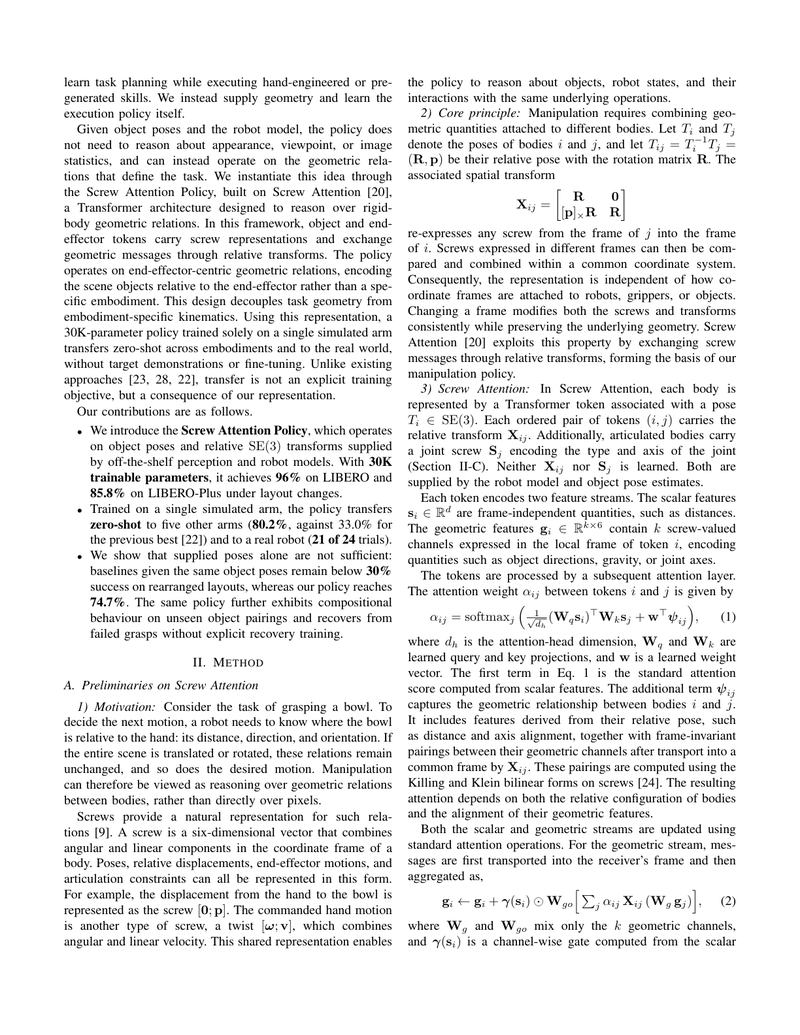 learn task planning while executing hand-engineered or pre-
generated skills. We instead supply geometry and learn the
execution policy itself.
Given object poses and the robot model, the policy does
not need to reason about appearance, viewpoint, or image
statistics, and can instead operate on the geometric rela-
tions that define the task. We instantiate this idea through
the Screw Attention Policy, built on Screw Attention [20],
a Transformer architecture designed to reason over rigid-
body geometric relations. In this framework, object and end-
effector tokens carry screw representations and exchange
geometric messages through relative transforms. The policy
operates on end-effector-centric geometric relations, encoding
the scene objects relative to the end-effector rather than a spe-
cific embodiment. This design decouples task geometry from
embodiment-specific kinematics. Using this representation, a
30K-parameter policy trained solely on a single simulated arm
transfers zero-shot across embodiments and to the real world,
without target demonstrations or fine-tuning. Unlike existing
approaches [23, 28, 22], transfer is not an explicit training
objective, but a consequence of our representation.
Our contributions are as follows.
• We introduce the Screw Attention Policy, which operates
on object poses and relative SE(3) transforms supplied
by off-the-shelf perception and robot models. With 30K
trainable parameters, it achieves 96% on LIBERO and
85.8% on LIBERO-Plus under layout changes.
• Trained on a single simulated arm, the policy transfers
zero-shot to five other arms (80.2%, against 33.0% for
the previous best [22]) and to a real robot (21 of 24 trials).
• We show that supplied poses alone are not sufficient:
baselines given the same object poses remain below 30%
success on rearranged layouts, whereas our policy reaches
74.7%. The same policy further exhibits compositional
behaviour on unseen object pairings and recovers from
failed grasps without explicit recovery training.
II. METHOD
A. Preliminaries on Screw Attention
1) Motivation: Consider the task of grasping a bowl. To
decide the next motion, a robot needs to know where the bowl
is relative to the hand: its distance, direction, and orientation. If
the entire scene is translated or rotated, these relations remain
unchanged, and so does the desired motion. Manipulation
can therefore be viewed as reasoning over geometric relations
between bodies, rather than directly over pixels.
Screws provide a natural representation for such rela-
tions [9]. A screw is a six-dimensional vector that combines
angular and linear components in the coordinate frame of a
body. Poses, relative displacements, end-effector motions, and
articulation constraints can all be represented in this form.
For example, the displacement from the hand to the bowl is
represented as the screw [0; p]. The commanded hand motion
is another type of screw, a twist [ω; v], which combines
angular and linear velocity. This shared representation enables
the policy to reason about objects, robot states, and their
interactions with the same underlying operations.
2) Core principle: Manipulation requires combining geo-
metric quantities attached to different bodies. Let T_i and T_j
denote the poses of bodies i and j, and let T_ij = T_i^{-1}T_j =
(R, p) be their relative pose with the rotation matrix R. The
associated spatial transform
X_ij = [ R 0
[p]_× R R ]
re-expresses any screw from the frame of j into the frame
of i. Screws expressed in different frames can then be com-
pared and combined within a common coordinate system.
Consequently, the representation is independent of how co-
ordinate frames are attached to robots, grippers, or objects.
Changing a frame modifies both the screws and transforms
consistently while preserving the underlying geometry. Screw
Attention [20] exploits this property by exchanging screw
messages through relative transforms, forming the basis of our
manipulation policy.
3) Screw Attention: In Screw Attention, each body is
represented by a Transformer token associated with a pose
T_i ∈ SE(3). Each ordered pair of tokens (i, j) carries the
relative transform X_ij. Additionally, articulated bodies carry
a joint screw S_j encoding the type and axis of the joint
(Section II-C). Neither X_ij nor S_j is learned. Both are
supplied by the robot model and object pose estimates.
Each token encodes two feature streams. The scalar features
s_i ∈ ℝ^d are frame-independent quantities, such as distances.
The geometric features g_i ∈ ℝ^{k×6} contain k screw-valued
channels expressed in the local frame of token i, encoding
quantities such as object directions, gravity, or joint axes.
The tokens are processed by a subsequent attention layer.
The attention weight α_ij between tokens i and j is given by
α_ij = softmax_j ( 1/√d_h (W_q s_i)^⊤ W_k s_j + w^⊤ ψ_ij ), (1)
where d_h is the attention-head dimension, W_q and W_k are
learned query and key projections, and w is a learned weight
vector. The first term in Eq. 1 is the standard attention
score computed from scalar features. The additional term ψ_ij
captures the geometric relationship between bodies i and j.
It includes features derived from their relative pose, such
as distance and axis alignment, together with frame-invariant
pairings between their geometric channels after transport into a
common frame by X_ij. These pairings are computed using the
Killing and Klein bilinear forms on screws [24]. The resulting
attention depends on both the relative configuration of bodies
and the alignment of their geometric features.
Both the scalar and geometric streams are updated using
standard attention operations. For the geometric stream, mes-
sages are first transported into the receiver's frame and then
aggregated as,
g_i ← g_i + γ(s_i) ⊙ W_go [ ∑_j α_ij X_ij (W_g g_j) ], (2)
where W_g and W_go mix only the k geometric channels,
and γ(s_i) is a channel-wise gate computed from the scalar